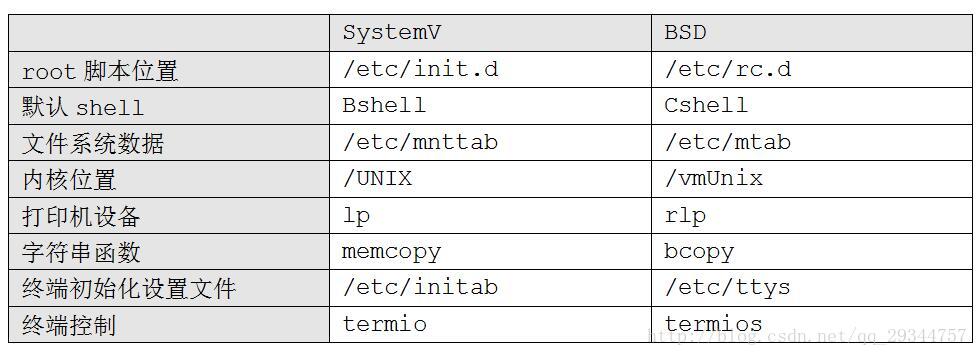 SystemV BSD
root 脚本位置 /etc/init.d /etc/rc.d
默认 shell Bshell Cshell
文件系统数据 /etc/mnttab /etc/mtab
内核位置 /UNIX /vmUnix
打印机设备 lp rlp
字符串函数 memcopy bcopy
终端初始化设置文件 /etc/initab /etc/ttys
终端控制 termio termios
http://blog.csdn.net/qq_29344757